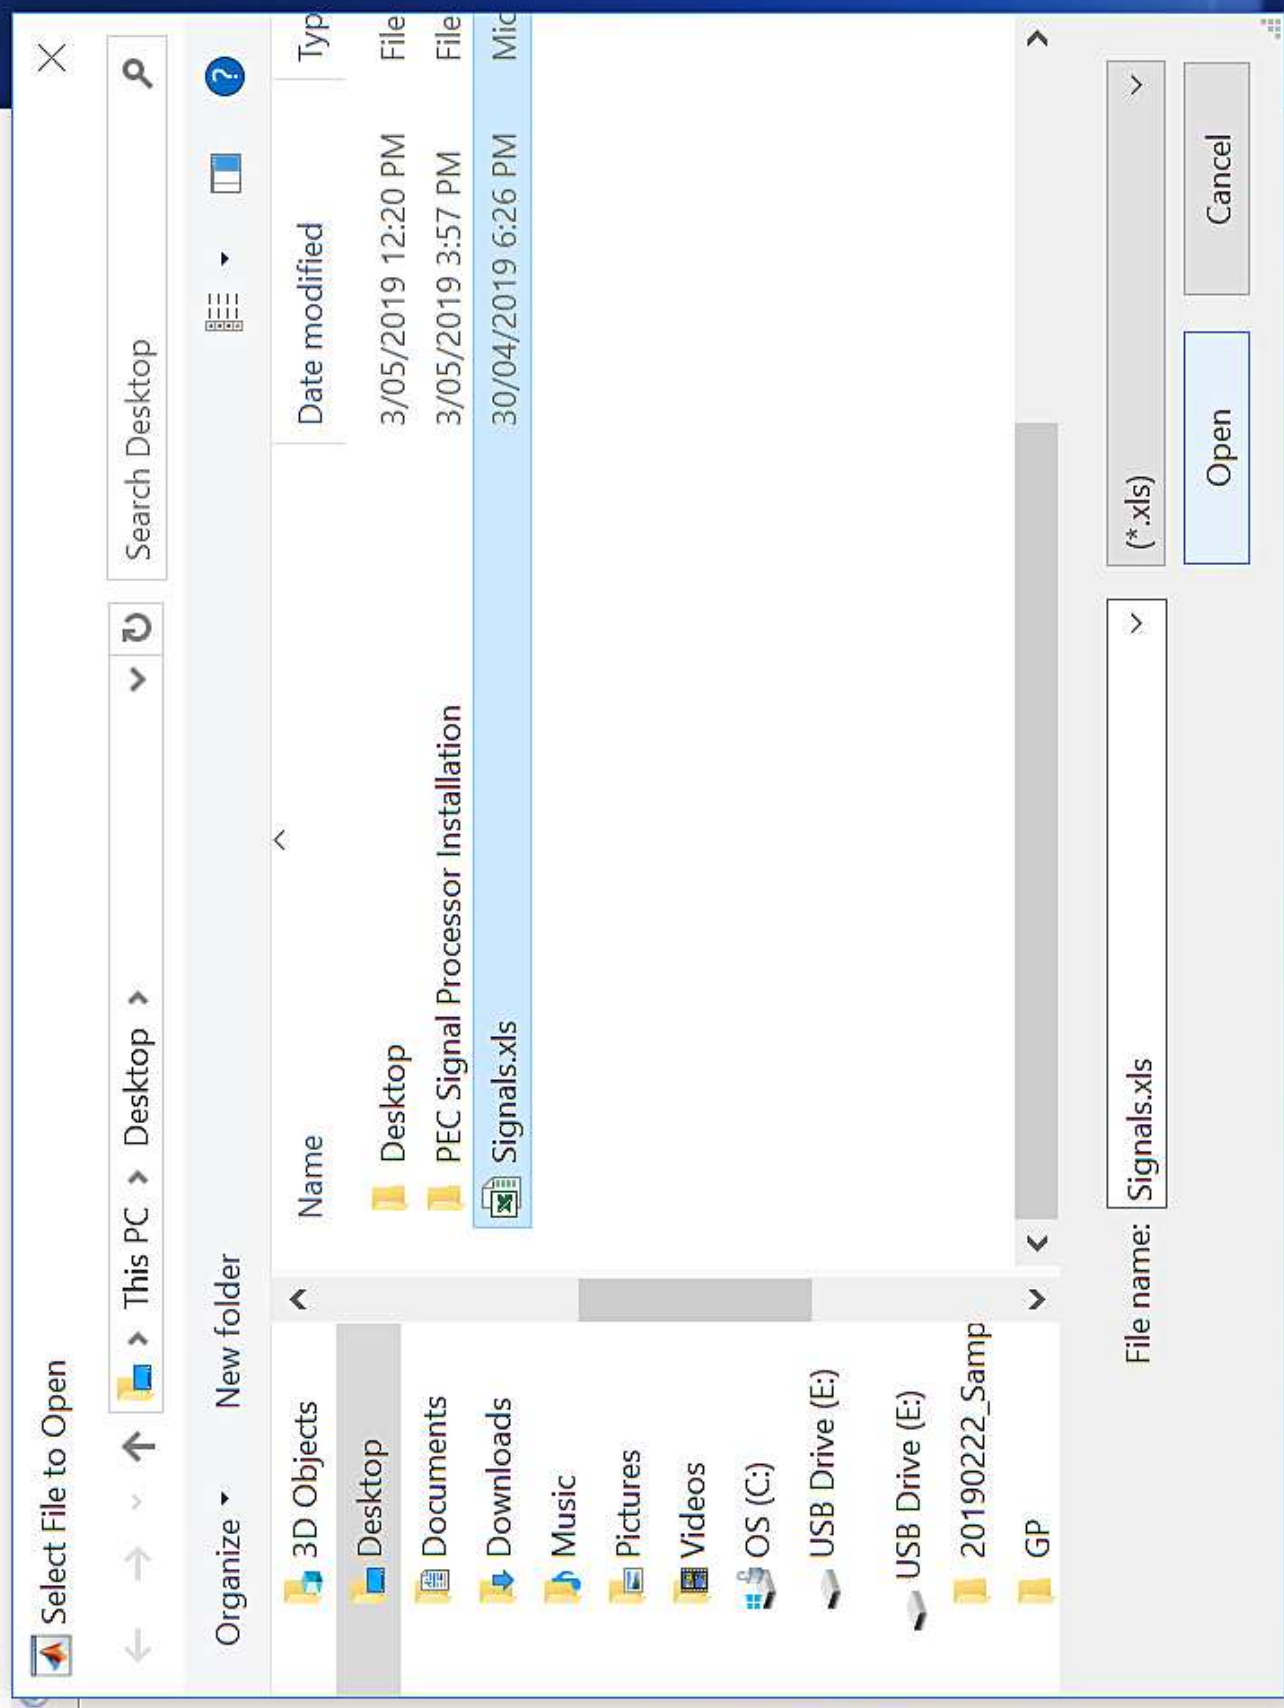 Select File to Open
This PC > Desktop >
Search Desktop
Organize
New folder
?
Name
Date modified
Typ
3D Objects
Desktop
Documents
Downloads
Music
Pictures
Videos
OS (C:)
USB Drive (E:)
USB Drive (E:)
20190222_Samp
GP
Desktop 3/05/2019 12:20 PM File
PEC Signal Processor Installation 3/05/2019 3:57 PM File
Signals.xls 30/04/2019 6:26 PM Mic
File name: Signals.xls
(*.xls)
Open
Cancel